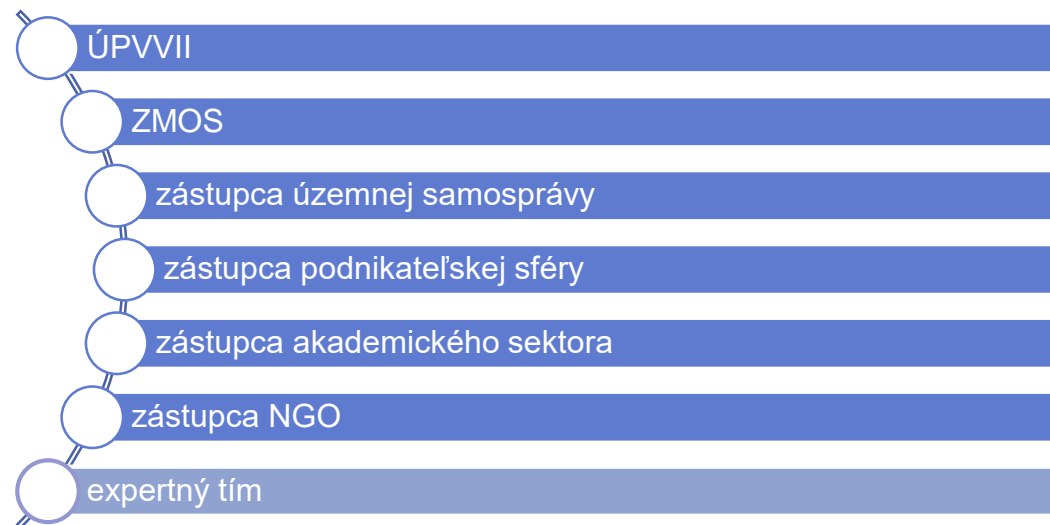 ÚPVVII
ZMOS
zástupca územnej samosprávy
zástupca podnikateľskej sféry
zástupca akademického sektora
zástupca NGO
expertný tím